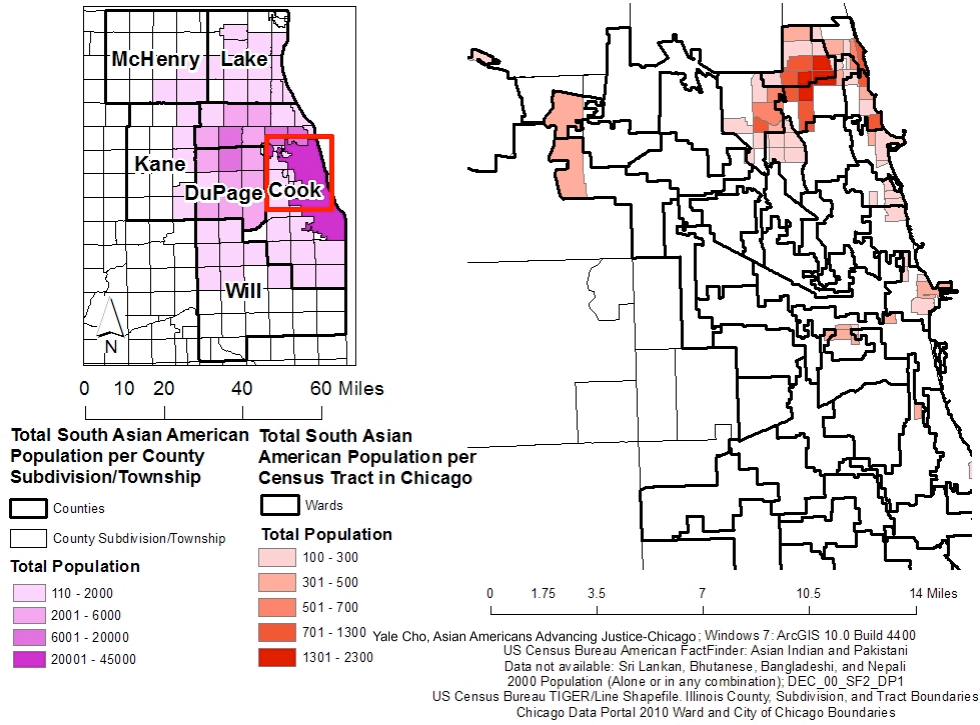 McHenry
Lake
Kane
DuPage
Cook
Will
N
0 10 20 40 60 Miles
Total South Asian American
Population per County
Subdivision/Township
Counties
County Subdivision/Township
Total Population
110 - 2000
2001 - 6000
6001 - 20000
20001 - 45000
Total South Asian
American Population per
Census Tract in Chicago
Wards
Total Population
100 - 300
301 - 500
501 - 700
701 - 1300
1301 - 2300
0 1.75 3.5 7 10.5 14 Miles
Yale Cho, Asian Americans Advancing Justice-Chicago; Windows 7: ArcGIS 10.0 Build 4400
US Census Bureau American FactFinder: Asian Indian and Pakistani
Data not available: Sri Lankan, Bhutanese, Bangladeshi, and Nepali
2000 Population (Alone or in any combination); DEC_00_SF2_DP1
US Census Bureau TIGER/Line Shapefile. Illinois County, Subdivision, and Tract Boundaries
Chicago Data Portal 2010 Ward and City of Chicago Boundaries